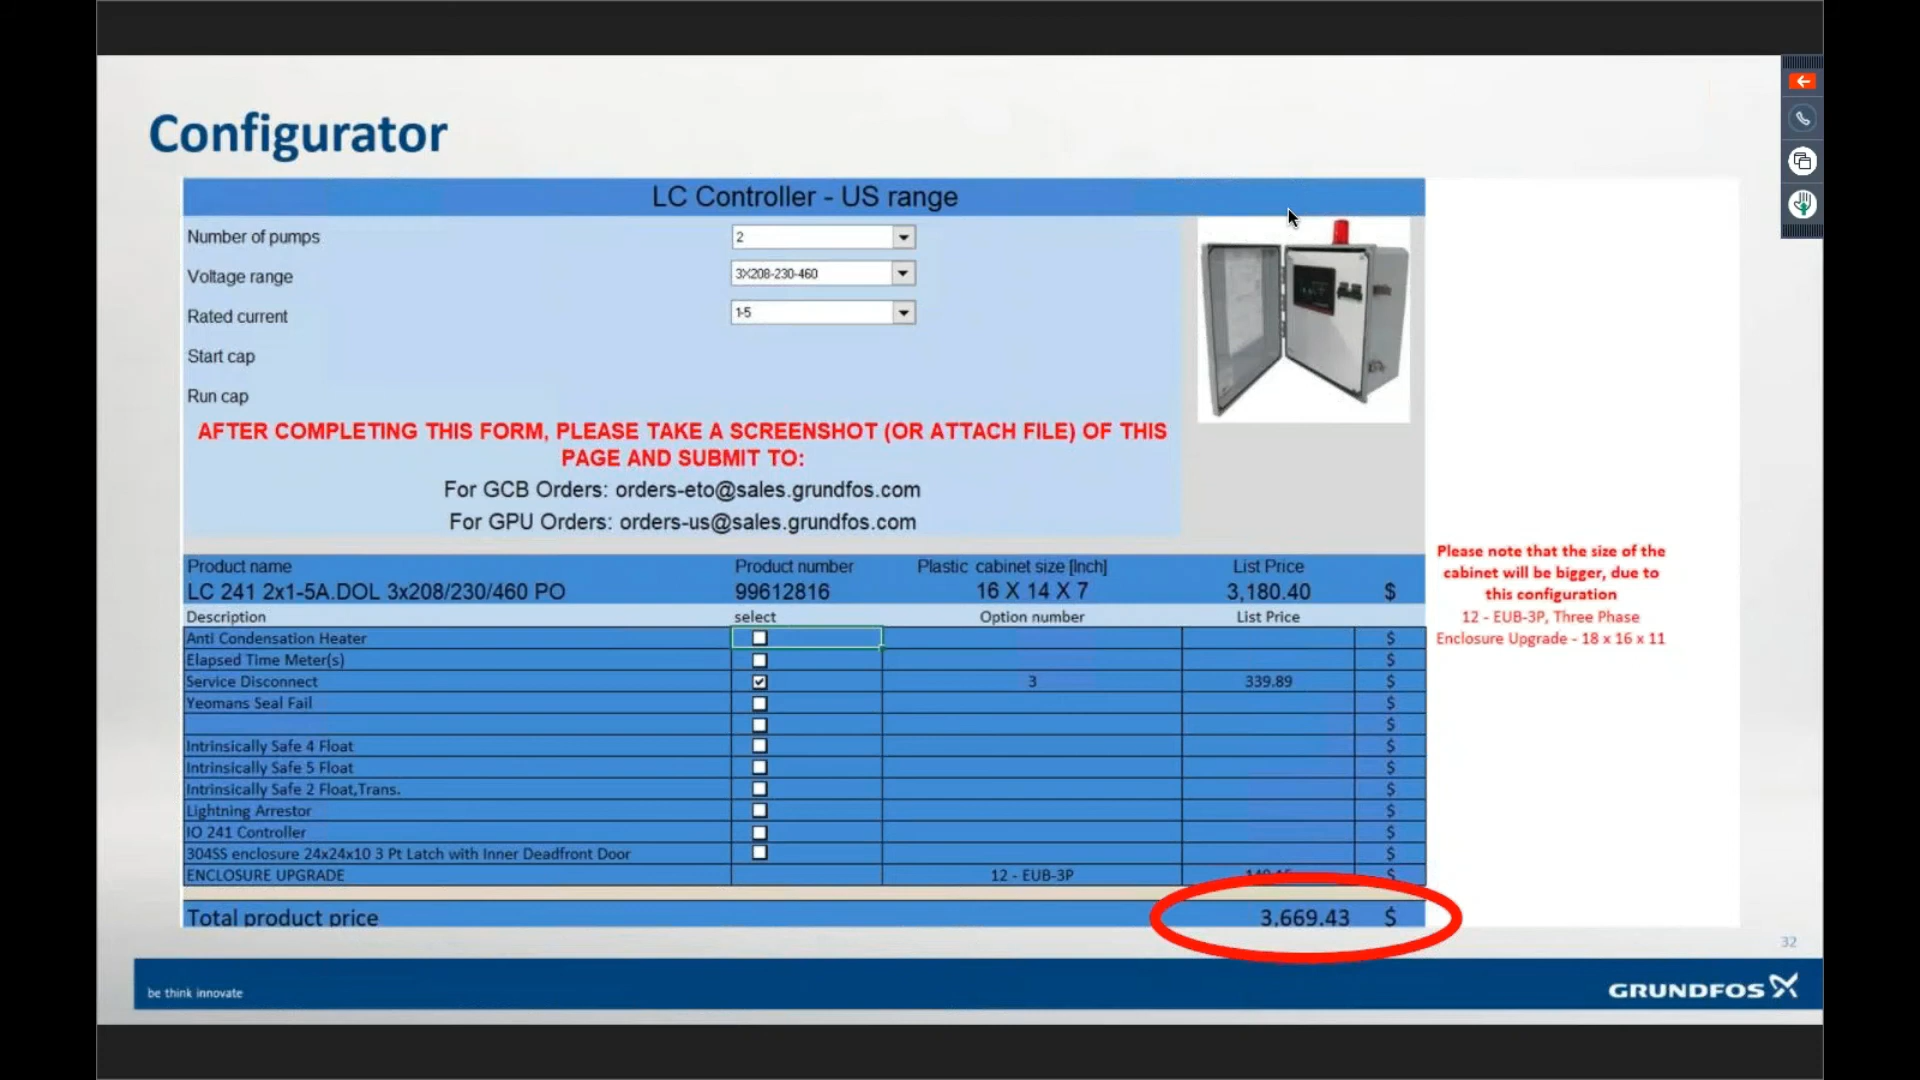 Configurator
LC Controller - US range
Number of pumps 2
Voltage range 3X208-230-460
Rated current 1-5
Start cap
Run cap
AFTER COMPLETING THIS FORM, PLEASE TAKE A SCREENSHOT (OR ATTACH FILE) OF THIS
PAGE AND SUBMIT TO:
For GCB Orders: orders-eto@sales.grundfos.com
For GPU Orders: orders-us@sales.grundfos.com
Product name Product number Plastic cabinet size [Inch] List Price
LC 241 2x1-5A.DOL 3x208/230/460 PO 99612816 16 X 14 X 7 3,180.40 $
Description select Option number List Price
Anti Condensation Heater $
Elapsed Time Meter(s) $
Service Disconnect 3 339.89 $
Yeomans Seal Fail $
$
Intrinsically Safe 4 Float $
Intrinsically Safe 5 Float $
Intrinsically Safe 2 Float,Trans. $
Lightning Arrestor $
IO 241 Controller $
304SS enclosure 24x24x10 3 Pt Latch with Inner Deadfront Door $
ENCLOSURE UPGRADE 12 - EUB-3P $
Total product price 3,669.43 $
Please note that the size of the
cabinet will be bigger, due to
this configuration
12 - EUB-3P, Three Phase
Enclosure Upgrade - 18 x 16 x 11
32
be think innovate
GRUNDFOS